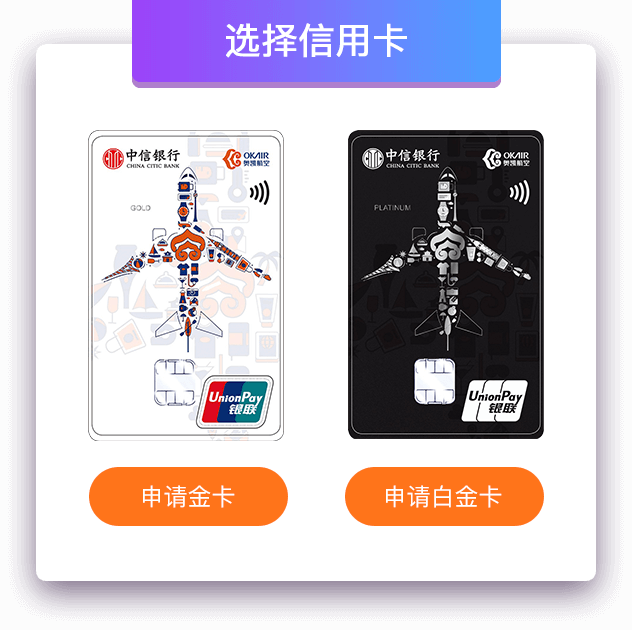 选择信用卡
中信银行
CHINA CITIC BANK
OKAIR
奥凯航空
GOLD
UnionPay
银联
中信银行
CHINA CITIC BANK
OKAIR
奥凯航空
PLATINUM
UnionPay
银联
申请金卡
申请白金卡